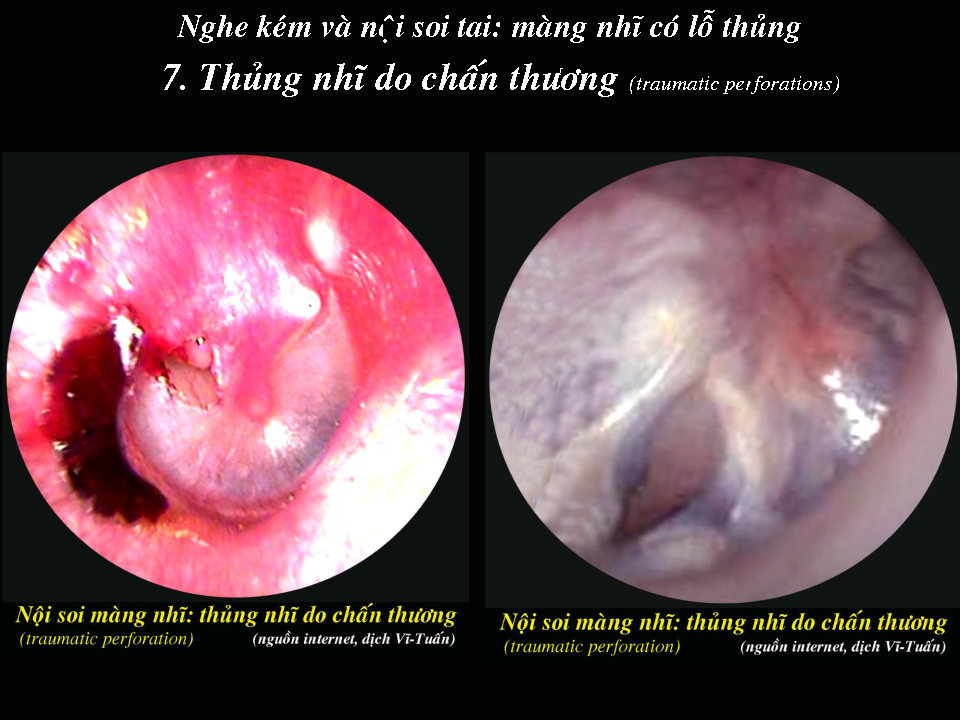 Nghe kém và nội soi tai: màng nhĩ có lỗ thủng
7. Thủng nhĩ do chấn thương (traumatic perforations)
Nội soi màng nhĩ: thủng nhĩ do chấn thương
(traumatic perforation) (nguồn internet, dịch Vĩ-Tuấn)
Nội soi màng nhĩ: thủng nhĩ do chấn thương
(traumatic perforation) (nguồn internet, dịch Vĩ-Tuấn)